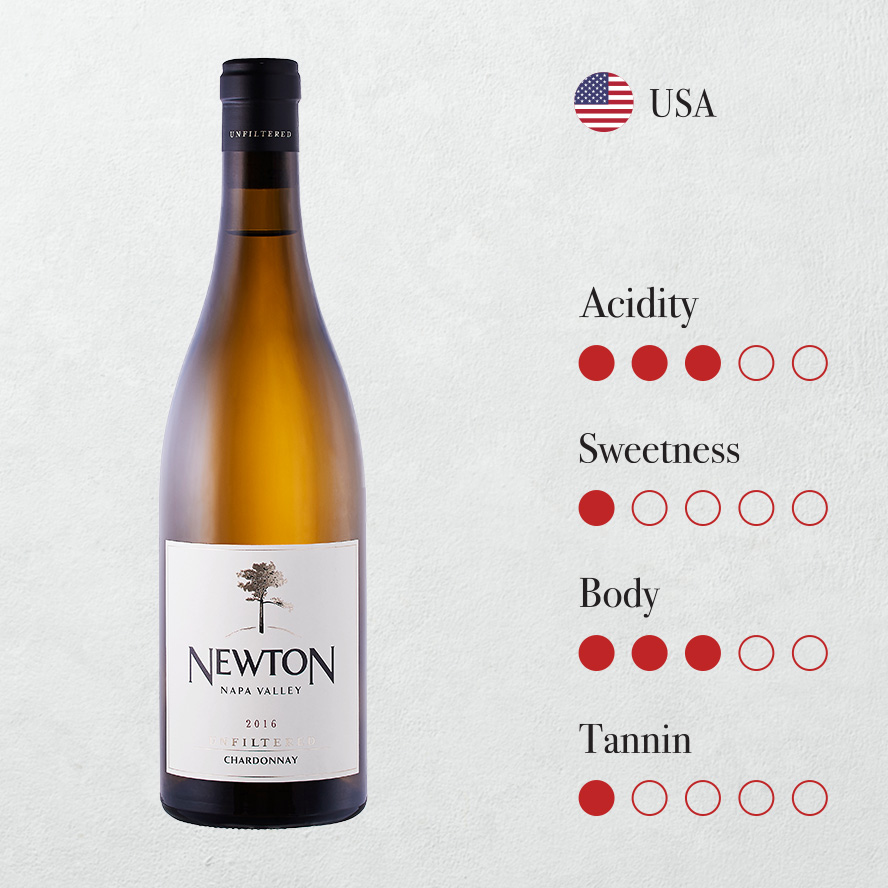 UNFILTERED
NEWTON
NAPA VALLEY
2016
UNFILTERED
CHARDONNAY
USA
Acidity
Sweetness
Body
Tannin